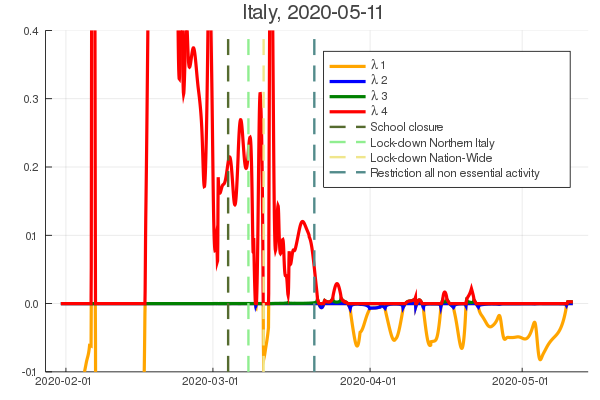 Italy, 2020-05-11
0.4
0.3
0.2
0.1
0.0
-0.1
2020-02-01
2020-03-01
2020-04-01
2020-05-01
λ 1
λ 2
λ 3
λ 4
School closure
Lock-down Northern Italy
Lock-down Nation-Wide
Restriction all non essential activity